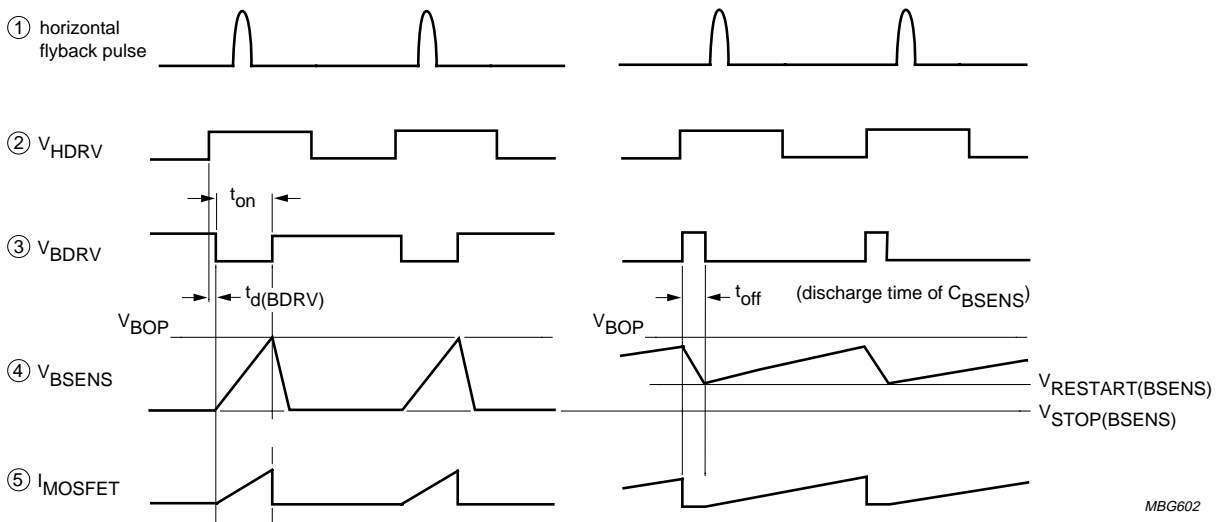 1 horizontal
flyback pulse
2 VHDRV
ton
3 VBDRV
td(BDRV)
toff
(discharge time of CBSENS)
VBOP
VBOP
4 VBSENS
VRESTART(BSENS)
VSTOP(BSENS)
5 IMOSFET
MBG602